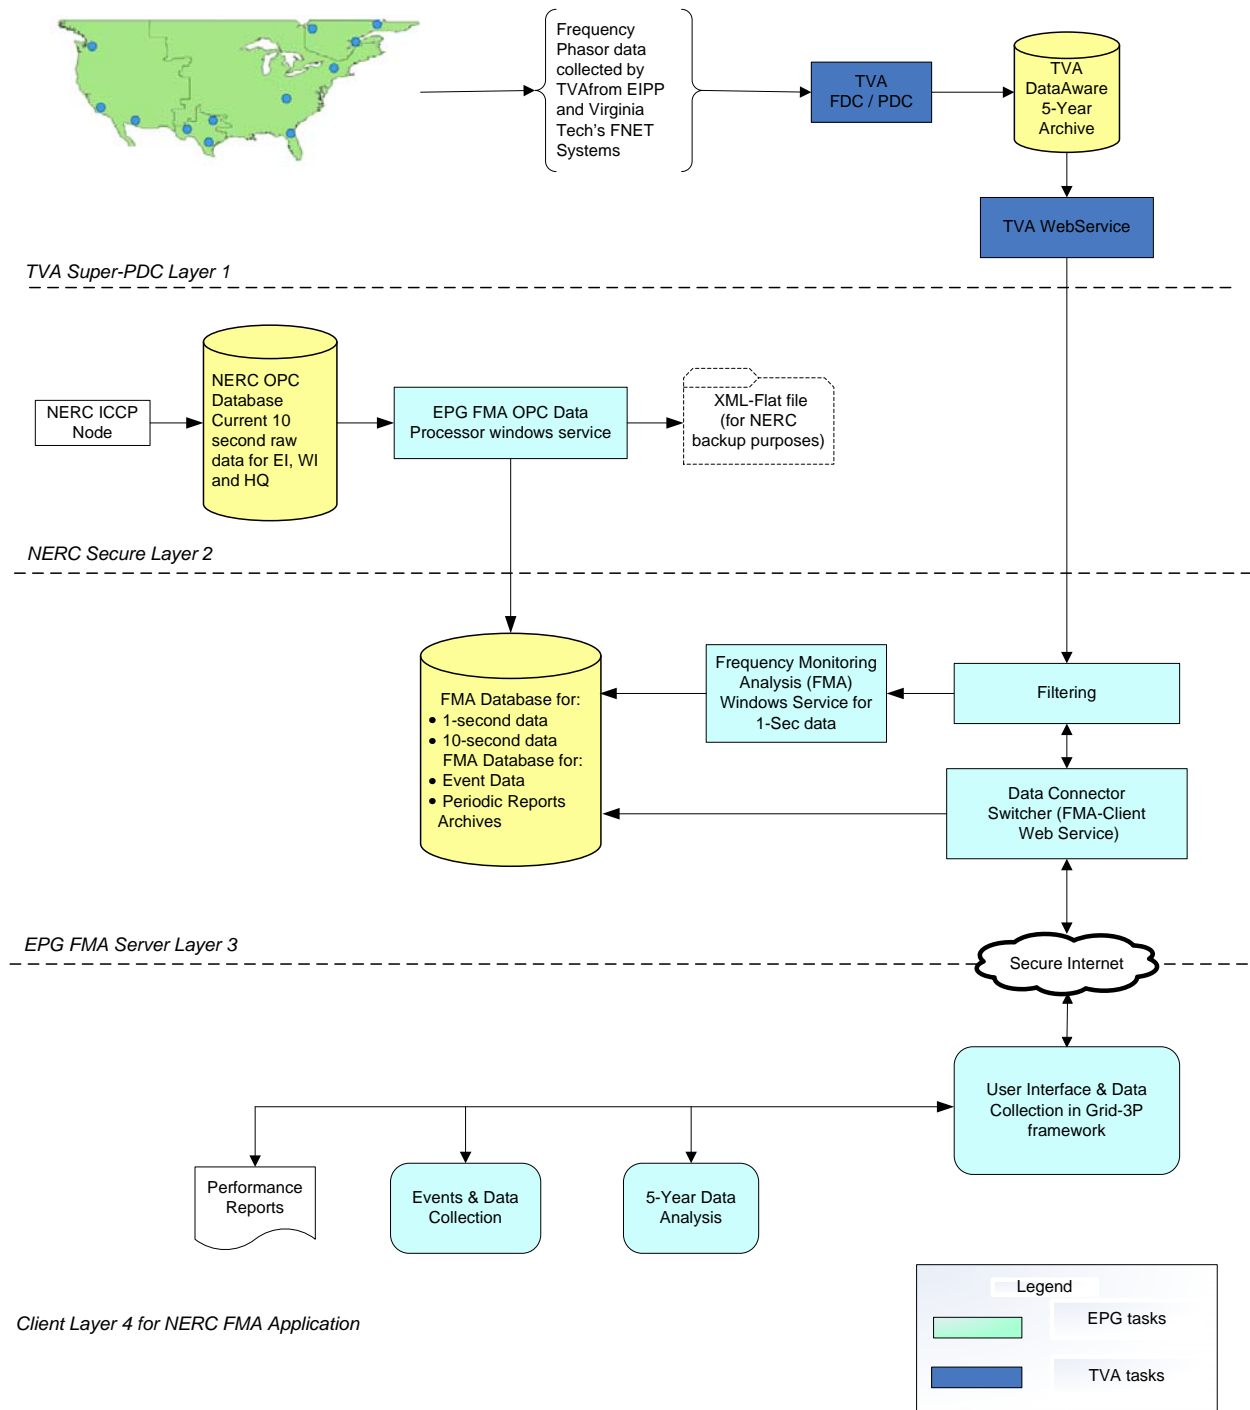 Frequency
Phasor data
collected by
TVAfrom EIPP
and Virginia
Tech's FNET
Systems
TVA
FDC / PDC
TVA
DataAware
5-Year
Archive
TVA WebService
TVA Super-PDC Layer 1
NERC ICCP
Node
NERC OPC
Database
Current 10
second raw
data for EI, WI
and HQ
EPG FMA OPC Data
Processor windows service
XML-Flat file
(for NERC
backup purposes)
NERC Secure Layer 2
FMA Database for:
• 1-second data
• 10-second data
FMA Database for:
• Event Data
• Periodic Reports
Archives
Frequency Monitoring
Analysis (FMA)
Windows Service for
1-Sec data
Filtering
Data Connector
Switcher (FMA-Client
Web Service)
EPG FMA Server Layer 3
Secure Internet
User Interface & Data
Collection in Grid-3P
framework
Performance
Reports
Events & Data
Collection
5-Year Data
Analysis
Client Layer 4 for NERC FMA Application
Legend
EPG tasks
TVA tasks